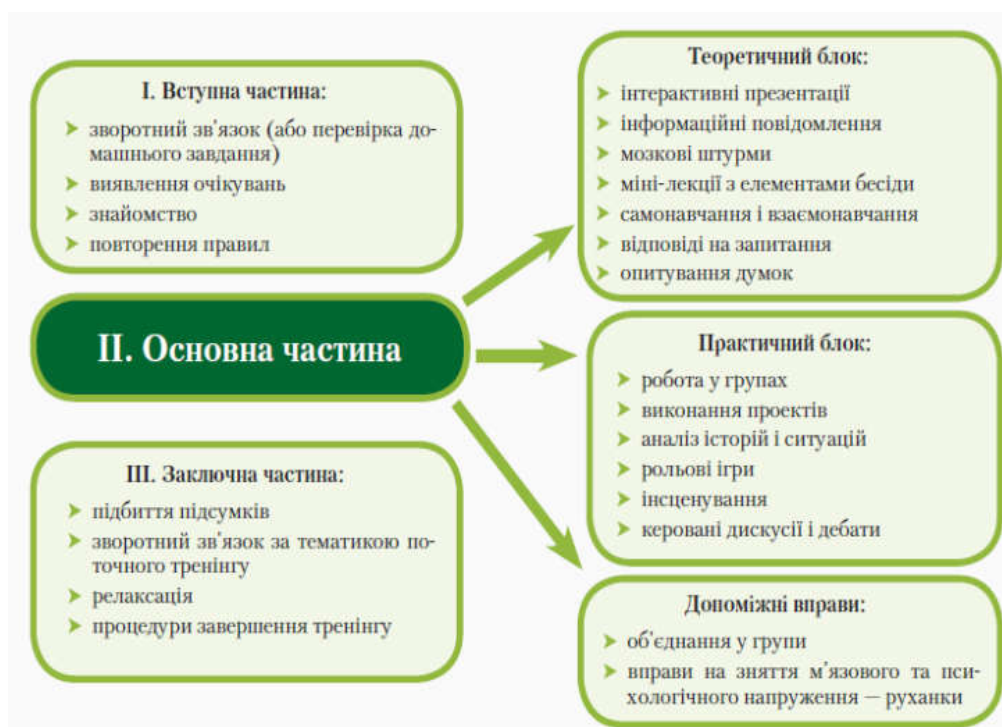 І. Вступна частина:
зворотний зв’язок (або перевірка до-
машнього завдання)
виявлення очікувань
знайомство
повторення правил
ІІ. Основна частина
ІІІ. Заключна частина:
підбиття підсумків
зворотний зв’язок за тематикою по-
точного тренінгу
релаксація
процедури завершення тренінгу
Теоретичний блок:
інтерактивні презентації
інформаційні повідомлення
мозкові штурми
міні-лекції з елементами бесіди
самонавчання і взаємонавчання
відповіді на запитання
опитування думок
Практичний блок:
робота у групах
виконання проектів
аналіз історій і ситуацій
рольові ігри
інсценування
керовані дискусії і дебати
Допоміжні вправи:
об’єднання у групи
вправи на зняття м’язового та пси-
хологічного напруження — руханки